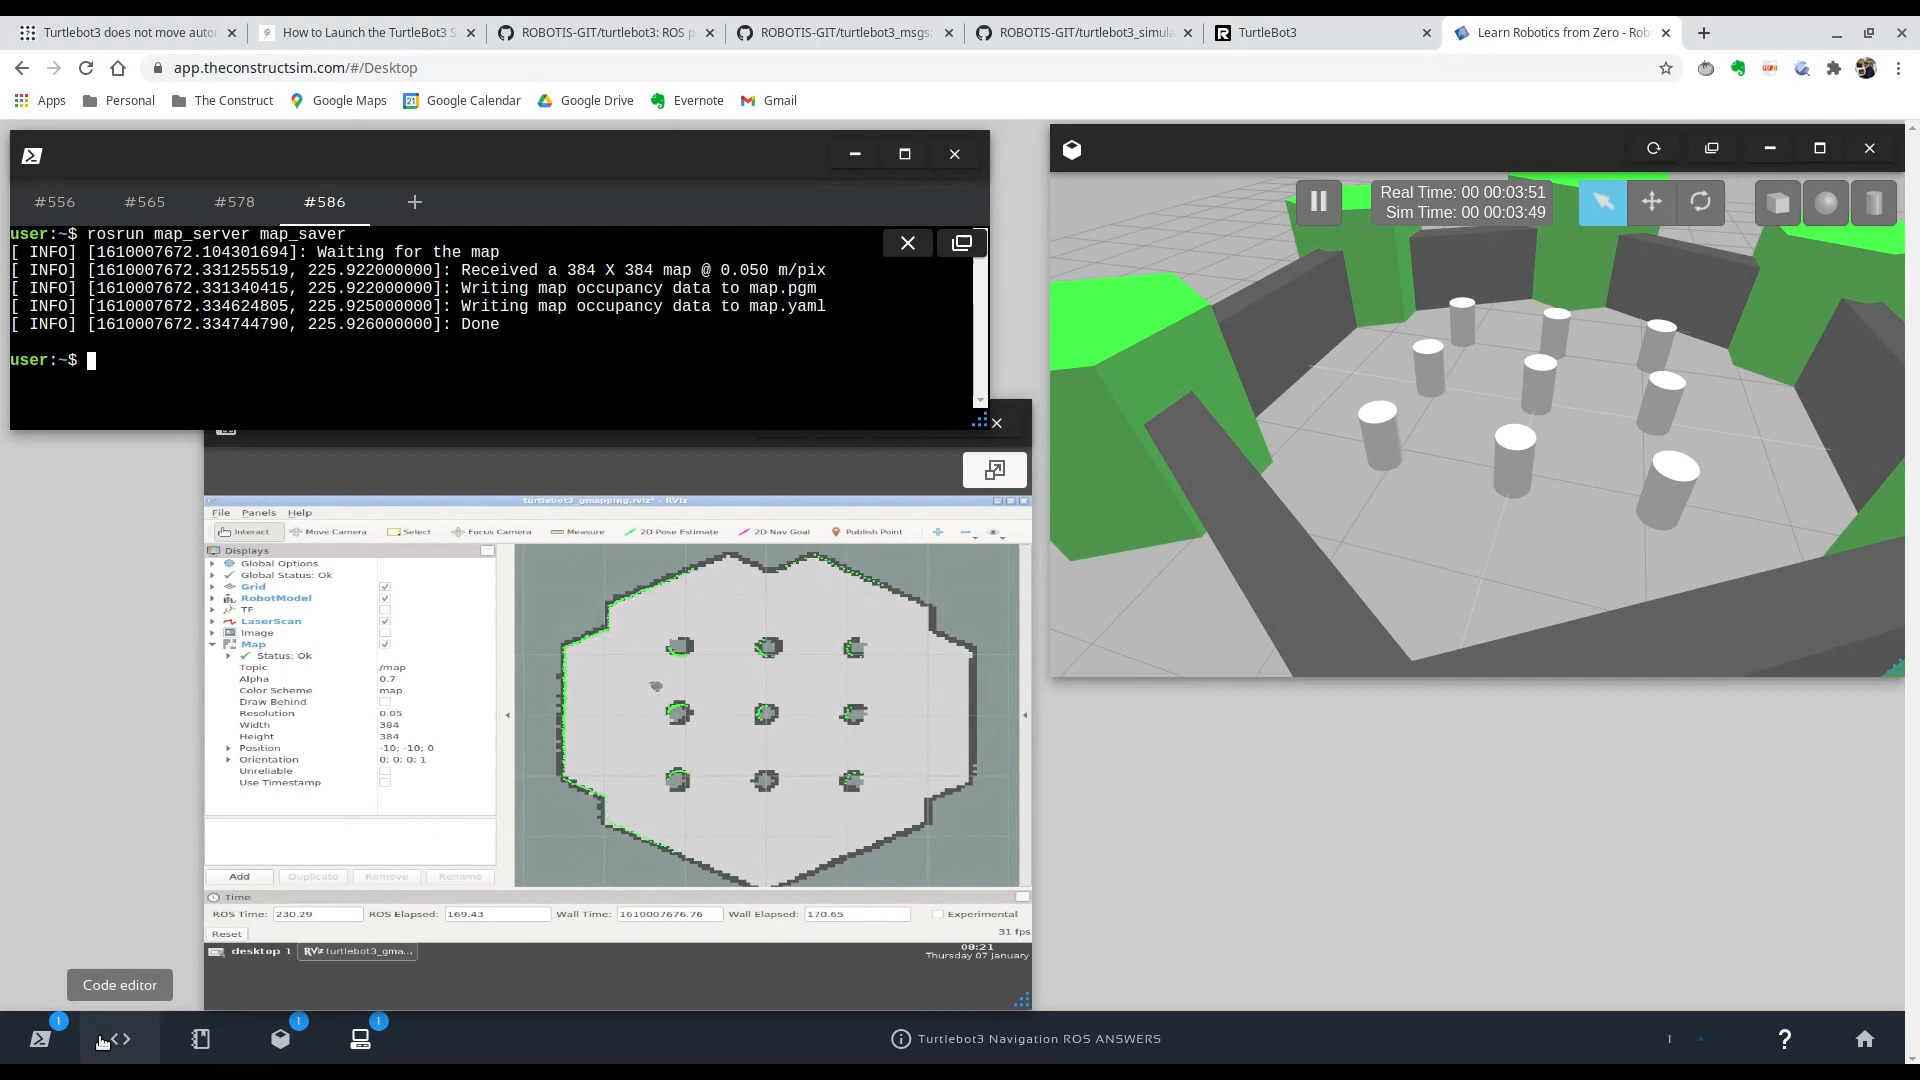 Turtlebot3 does not move auto
How to Launch the TurtleBot3 S
ROBOTIS-GIT/turtlebot3: ROS p
ROBOTIS-GIT/turtlebot3_msgs:
ROBOTIS-GIT/turtlebot3_simula
TurtleBot3
Learn Robotics from Zero - Rob
app.theconstructsim.com/#/Desktop
Apps
Personal
The Construct
Google Maps
Google Calendar
Google Drive
Evernote
Gmail
#556
#565
#578
#586
user:~$ rosrun map_server map_saver
[ INFO] [1610007672.104301694]: Waiting for the map
[ INFO] [1610007672.331255519, 225.922000000]: Received a 384 X 384 map @ 0.050 m/pix
[ INFO] [1610007672.331340415, 225.922000000]: Writing map occupancy data to map.pgm
[ INFO] [1610007672.334624805, 225.925000000]: Writing map occupancy data to map.yaml
[ INFO] [1610007672.334744790, 225.926000000]: Done
user:~$
Real Time: 00 00:03:51
Sim Time: 00 00:03:49
turtlebot3_gmapping.rviz* - RViz
File Panels Help
Interact
Move Camera
Select
Focus Camera
Measure
2D Pose Estimate
2D Nav Goal
Publish Point
Displays
Global Options
Global Status: Ok
Grid
RobotModel
TF
LaserScan
Image
Map
Status: Ok
Topic /map
Alpha 0.7
Color Scheme map
Draw Behind
Resolution 0.05
Width 384
Height 384
Position -10; -10; 0
Orientation 0; 0; 0; 1
Unreliable
Use Timestamp
Add Duplicate Remove Rename
Time
ROS Time: 230.29 ROS Elapsed: 169.43 Wall Time: 1610007676.76 Wall Elapsed: 170.65 Experimental
Reset
31 fps
desktop 1
RViz turtlebot3_gma...
08:21
Thursday 07 January
Code editor
1
1
1
Turtlebot3 Navigation ROS ANSWERS
1
?